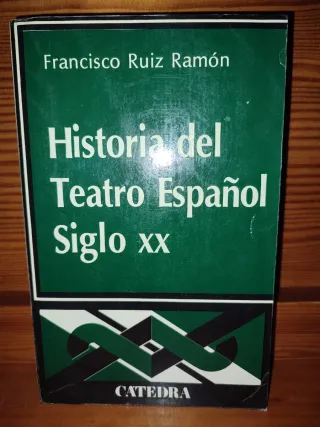 Francisco Ruiz Ramón
Historia del
Teatro Español
Siglo XX
CATEDRA